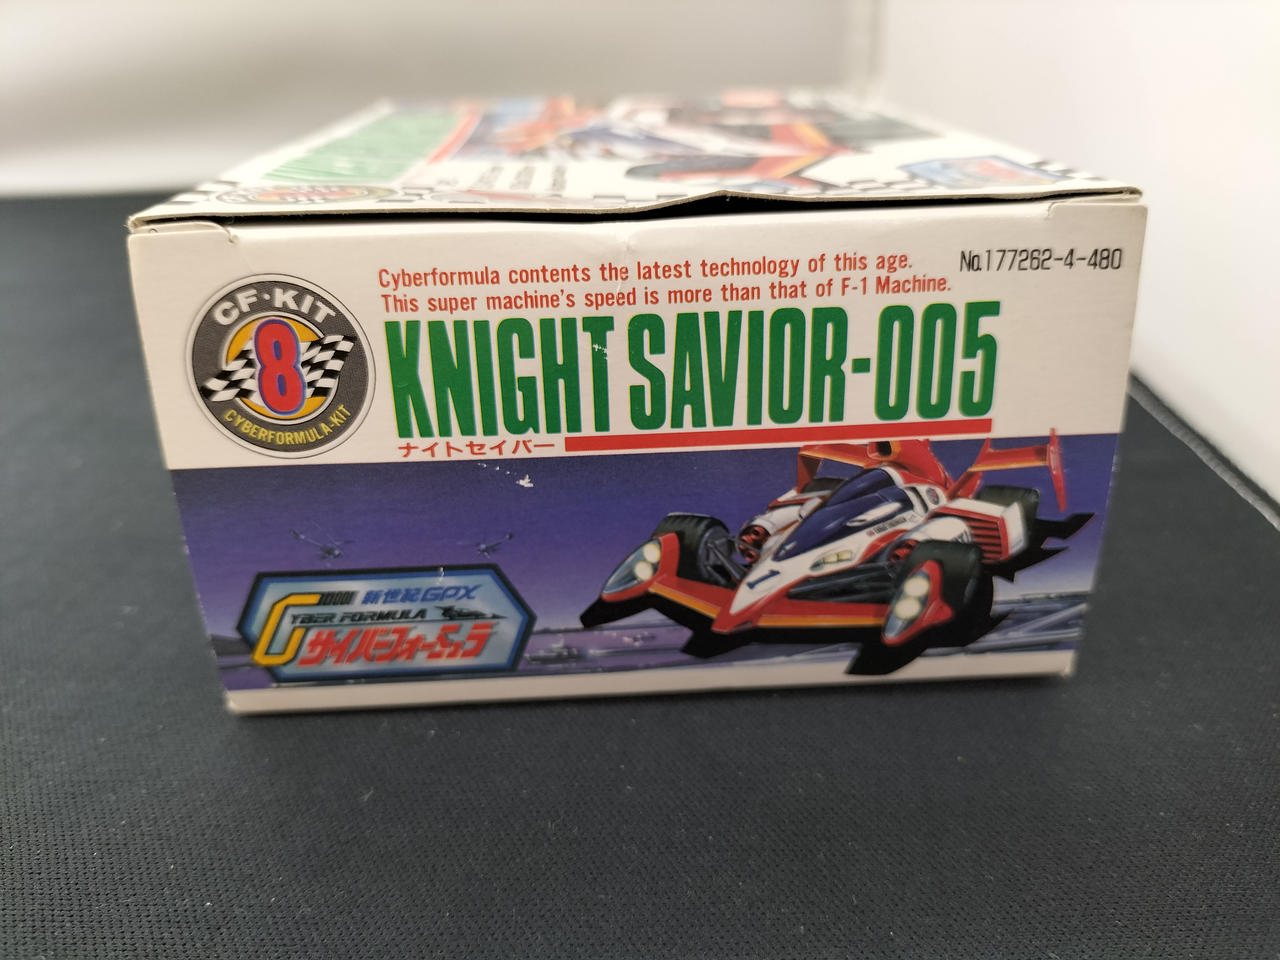 Cyberformula contents the latest technology of this age.
No.177262-4-480
This super machine's speed is more than that of F-1 Machine.
CF·KIT
8
CYBERFORMULA-KIT
KNIGHT SAVIOR-005
ナイトセイバー
1
新世紀GPX
CYBER FORMULA
サイバーフォーミュラ